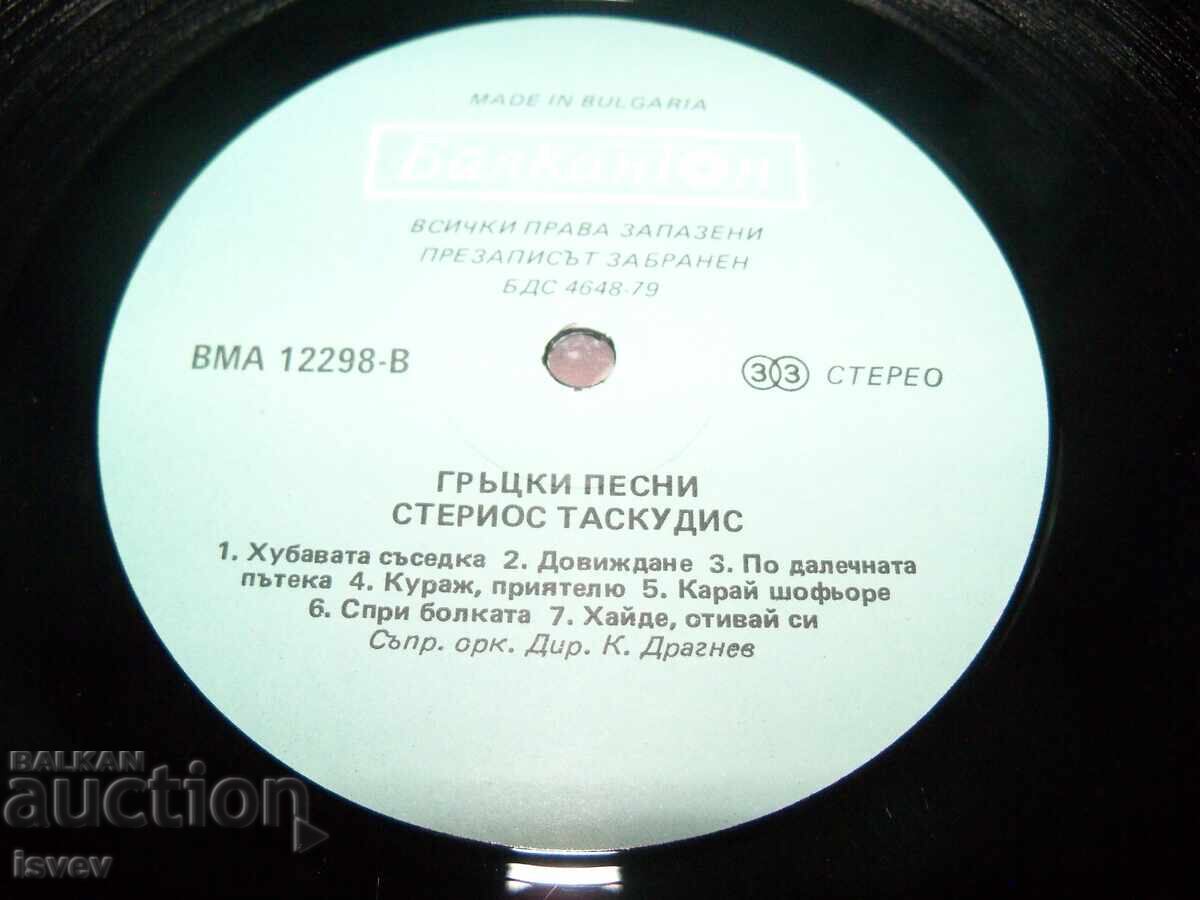 MADE IN BULGARIA
Балкантон
ВСИЧКИ ПРАВА ЗАПАЗЕНИ
ПРЕЗАПИСЪТ ЗАБРАНЕН
БДС 4648-79
ВМА 12298-В
33 СТЕРЕО
ГРЪЦКИ ПЕСНИ
СТЕРИОС ТАСКУДИС
1. Хубавата съседка 2. Довиждане 3. По далечната
пътека 4. Кураж, приятелю 5. Карай шофьоре
6. Спри болката 7. Хайде, отивай си
Съпр. орк. Дир. К. Драгнев
BALKAN
auction
isvev